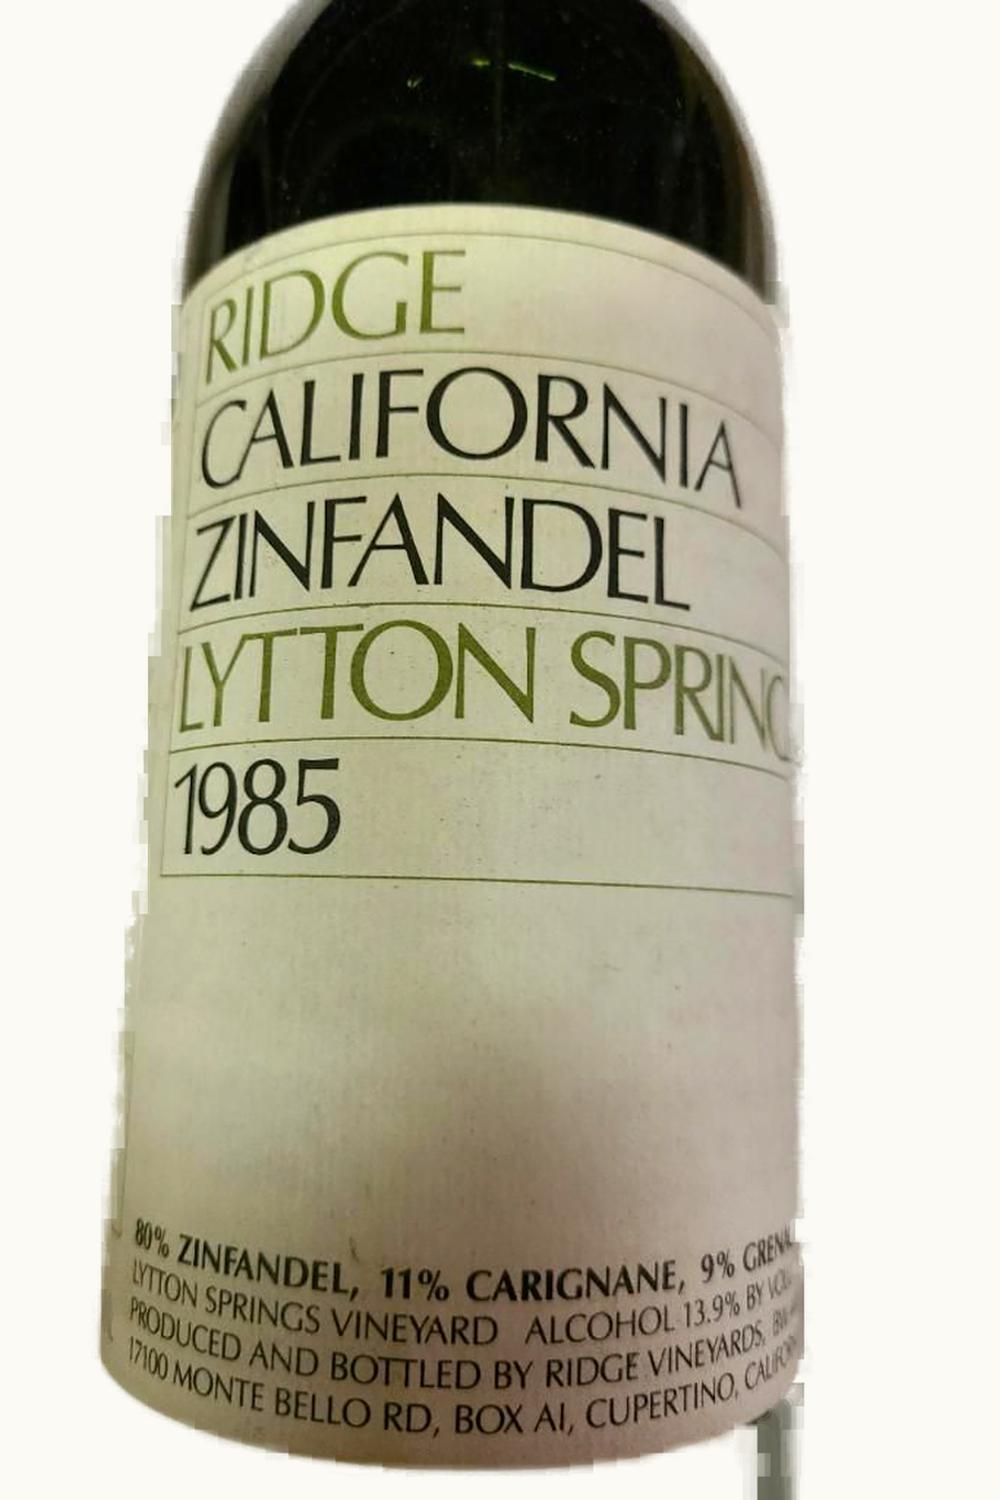 RIDGE
CALIFORNIA
ZINFANDEL
LYTTON
1985
80% ZINFANDEL, 11% CARIGNANE, 9%
LYTTON SPRINGS VINEYARD ALCOHOL 13.9% BY
PRODUCED AND BOTTLED BY RIDGE VINEYARDS,
17100 MONTE BELLO RD, BOX AI, CUPERTINO,